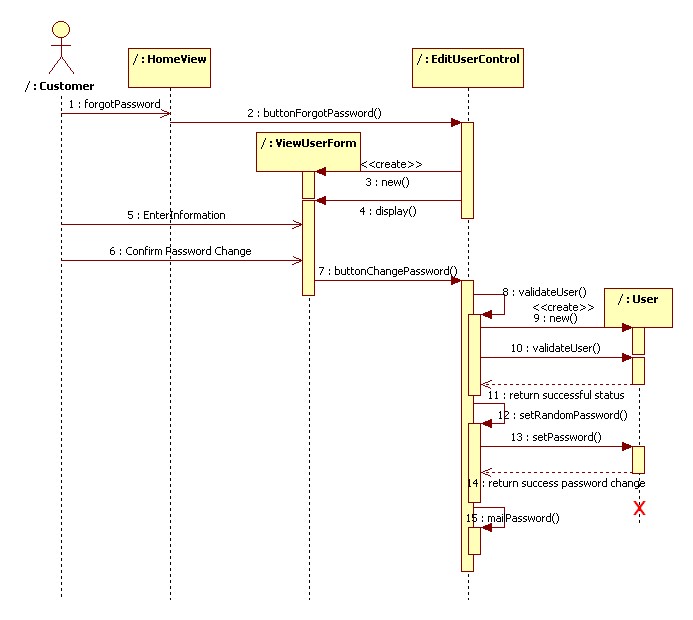 / : Customer
/ : HomeView
/ : EditUserControl
1 : forgotPassword
2 : buttonForgotPassword()
/ : ViewUserForm
<<create>>
3 : new()
4 : display()
5 : EnterInformation
6 : Confirm Password Change
7 : buttonChangePassword()
8 : validateUser()
/ : User
<<create>>
9 : new()
10 : validateUser()
11 : return successful status
12 : setRandomPassword()
13 : setPassword()
14 : return success password change
15 : mailPassword()